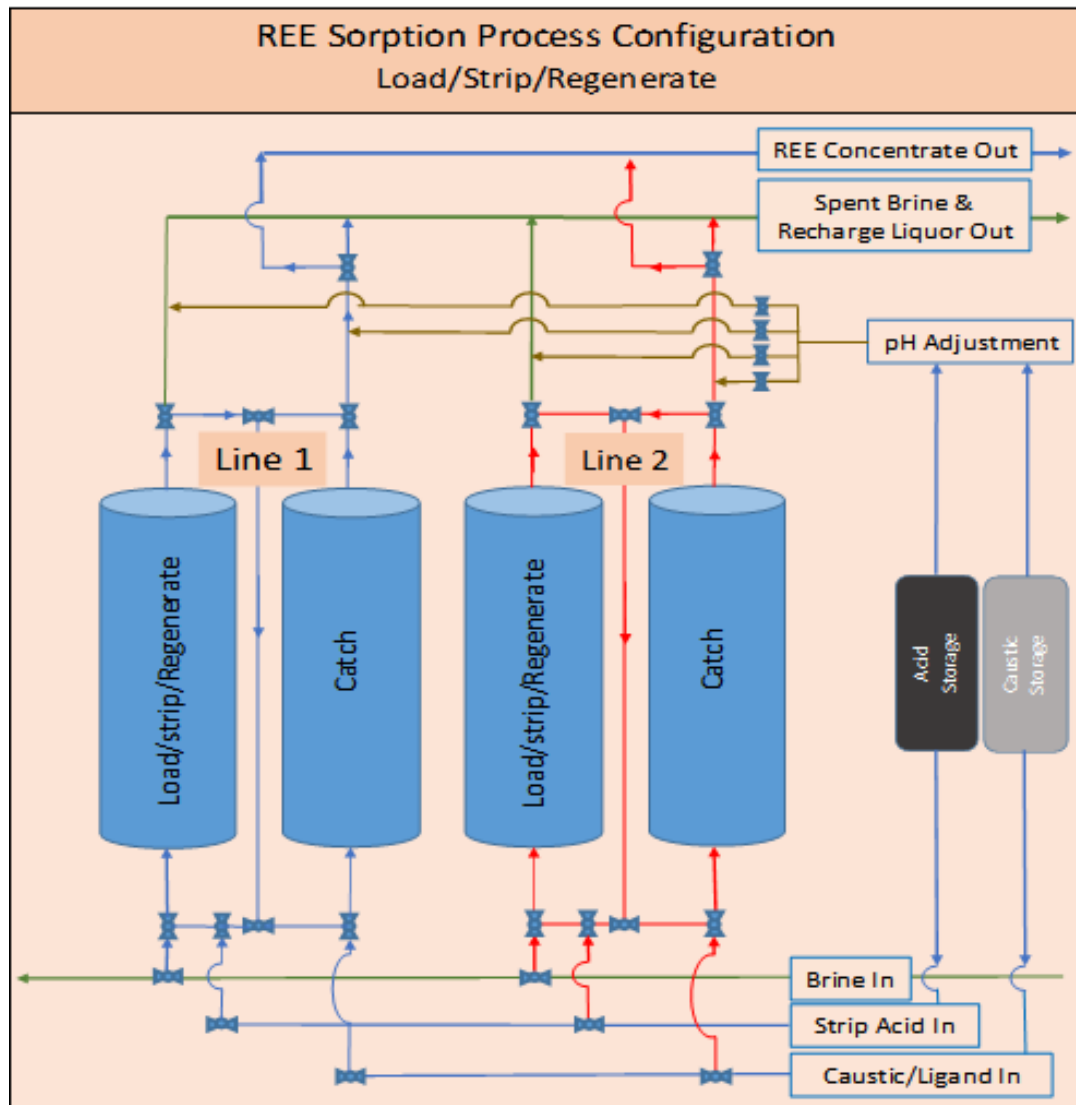 REE Sorption Process Configuration
Load/Strip/Regenerate
REE Concentrate Out
Spent Brine &
Recharge Liquor Out
pH Adjustment
Line 1
Line 2
Load/strip/Regenerate
Catch
Load/strip/Regenerate
Catch
Acid
Storage
Caustic
Storage
Brine In
Strip Acid In
Caustic/Ligand In